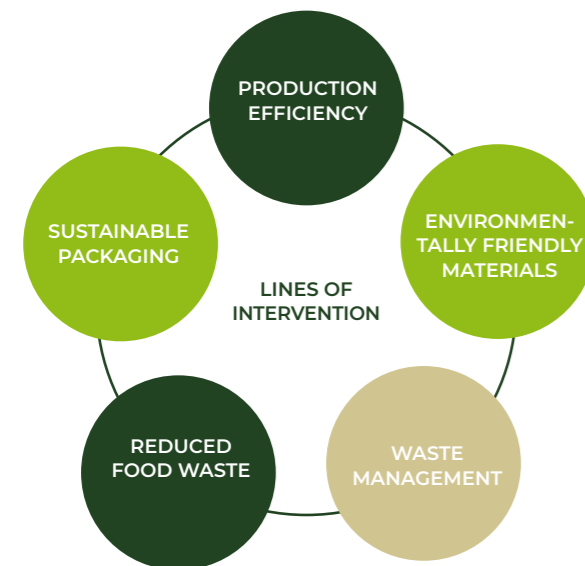 PRODUCTION
EFFICIENCY
ENVIRONMEN-
TALLY FRIENDLY
MATERIALS
SUSTAINABLE
PACKAGING
LINES OF
INTERVENTION
REDUCED
FOOD WASTE
WASTE
MANAGEMENT